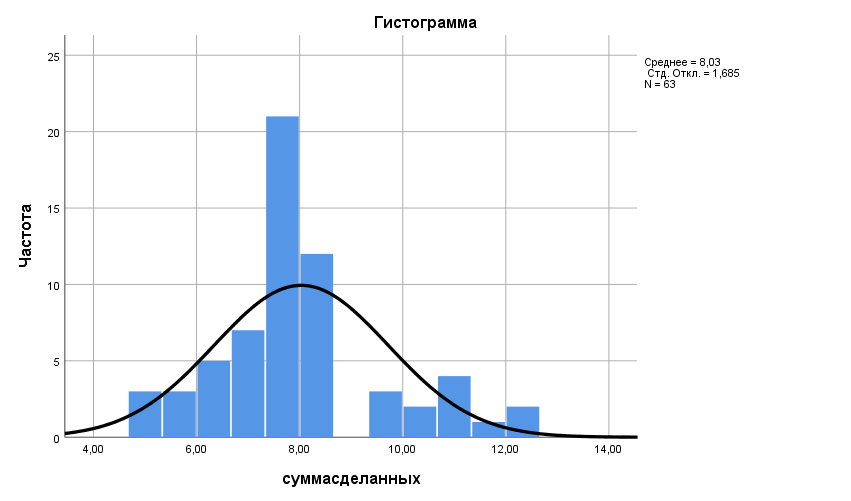 Гистограмма
Среднее = 8,03
Стд. Откл. = 1,685
N = 63
25
20
15
10
5
0
Частота
4,00 6,00 8,00 10,00 12,00 14,00
суммасделанных